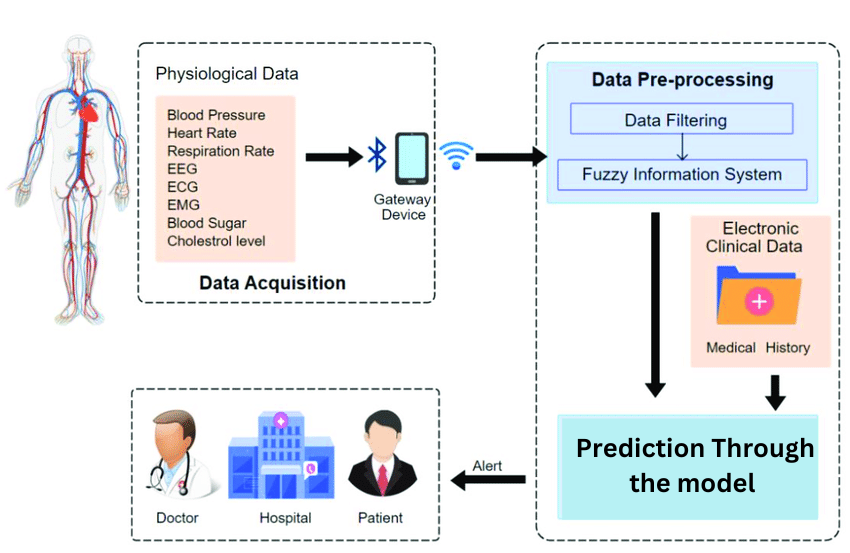 Physiological Data
Blood Pressure
Heart Rate
Respiration Rate
EEG
ECG
EMG
Blood Sugar
Cholestrol level
Data Acquisition
Gateway
Device
Data Pre-processing
Data Filtering
Fuzzy Information System
Electronic
Clinical Data
Medical History
Prediction Through
the model
Alert
Doctor
Hospital
Patient